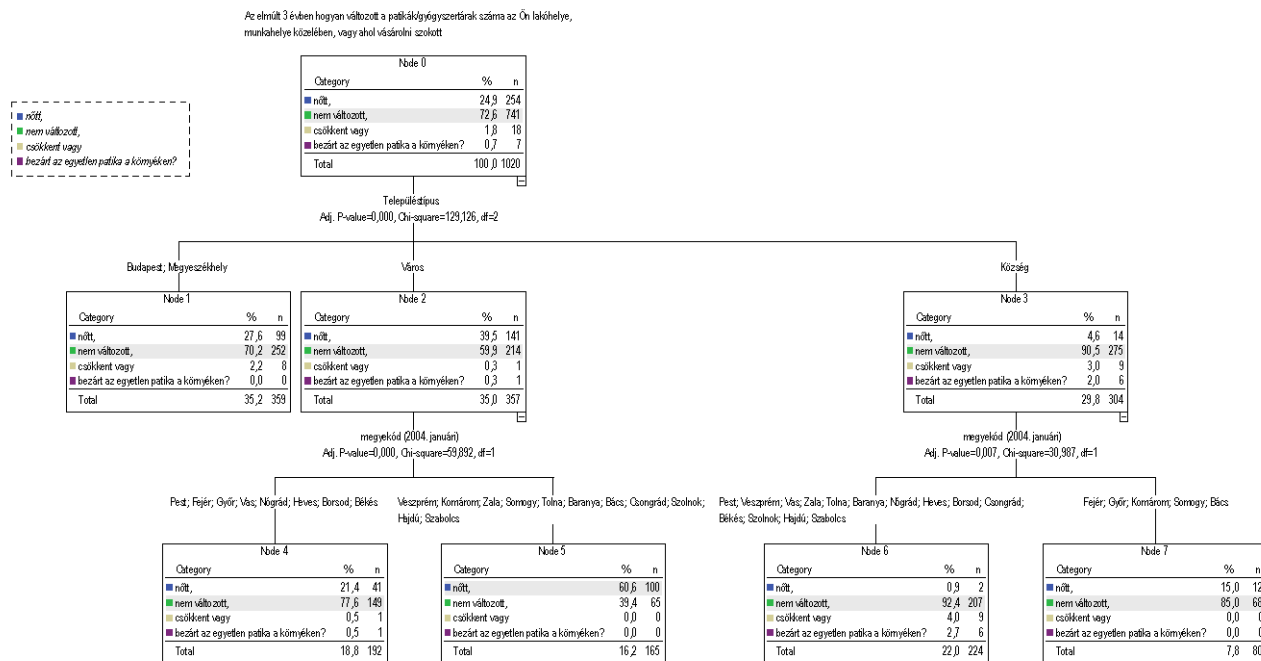 Az elmúlt 3 évben hogyan változott a patikák/gyógyszertárak száma az Ön lakóhelye,
munkahelye közelében, vagy ahol vásárolni szokott
nőtt,
nem változott,
csökkent vagy
bezárt az egyetlen patika a környéken?
Node 0
Category % n
nőtt, 24,9 254
nem változott, 72,6 741
csökkent vagy 1,8 18
bezárt az egyetlen patika a környéken? 0,7 7
Total 100,0 1020
Településtípus
Adj. P-value=0,000, Chi-square=129,126, df=2
Budapest; Megyeszékhely
Város
Község
Node 1
Category % n
nőtt, 27,6 99
nem változott, 70,2 252
csökkent vagy 2,2 8
bezárt az egyetlen patika a környéken? 0,0 0
Total 35,2 359
Node 2
Category % n
nőtt, 39,5 141
nem változott, 59,9 214
csökkent vagy 0,3 1
bezárt az egyetlen patika a környéken? 0,3 1
Total 35,0 357
Node 3
Category % n
nőtt, 4,6 14
nem változott, 90,5 275
csökkent vagy 3,0 9
bezárt az egyetlen patika a környéken? 2,0 6
Total 29,8 304
megyekód (2004. januári)
Adj. P-value=0,000, Chi-square=59,892, df=1
megyekód (2004. januári)
Adj. P-value=0,007, Chi-square=30,987, df=1
Pest; Fejér; Győr; Vas; Nógrád; Heves; Borsod; Békés
Veszprém; Komárom; Zala; Somogy; Tolna; Baranya; Bács; Csongrád; Szolnok;
Hajdú; Szabolcs
Pest; Veszprém; Vas; Zala; Tolna; Baranya; Nógrád; Heves; Borsod; Csongrád;
Békés; Szolnok; Hajdú; Szabolcs
Fejér; Győr; Komárom; Somogy; Bács
Node 4
Category % n
nőtt, 21,4 41
nem változott, 77,6 149
csökkent vagy 0,5 1
bezárt az egyetlen patika a környéken? 0,5 1
Total 18,8 192
Node 5
Category % n
nőtt, 60,6 100
nem változott, 39,4 65
csökkent vagy 0,0 0
bezárt az egyetlen patika a környéken? 0,0 0
Total 16,2 165
Node 6
Category % n
nőtt, 0,9 2
nem változott, 92,4 207
csökkent vagy 4,0 9
bezárt az egyetlen patika a környéken? 2,7 6
Total 22,0 224
Node 7
Category % n
nőtt, 15,0 12
nem változott, 85,0 68
csökkent vagy 0,0 0
bezárt az egyetlen patika a környéken? 0,0 0
Total 7,8 80